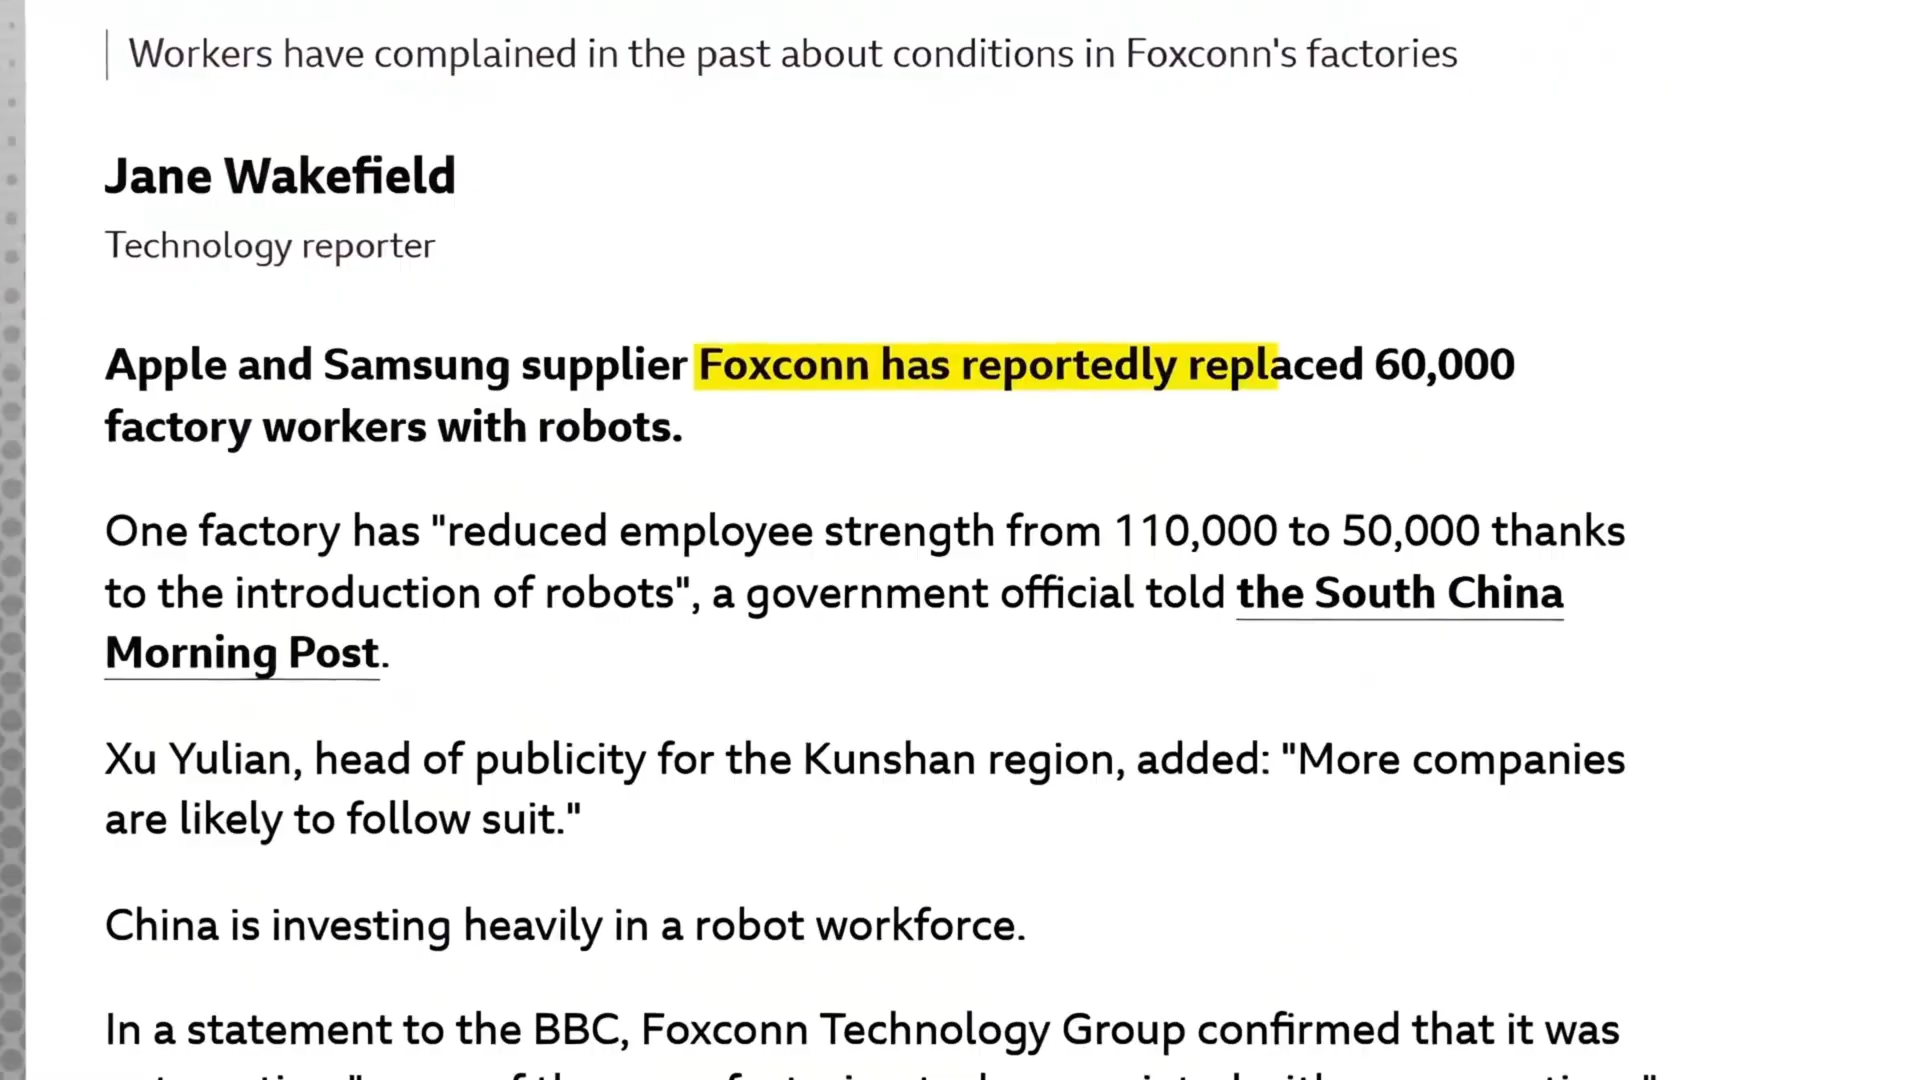 Workers have complained in the past about conditions in Foxconn's factories
Jane Wakefield
Technology reporter
Apple and Samsung supplier Foxconn has reportedly replaced 60,000
factory workers with robots.
One factory has "reduced employee strength from 110,000 to 50,000 thanks
to the introduction of robots", a government official told the South China
Morning Post.
Xu Yulian, head of publicity for the Kunshan region, added: "More companies
are likely to follow suit."
China is investing heavily in a robot workforce.
In a statement to the BBC, Foxconn Technology Group confirmed that it was